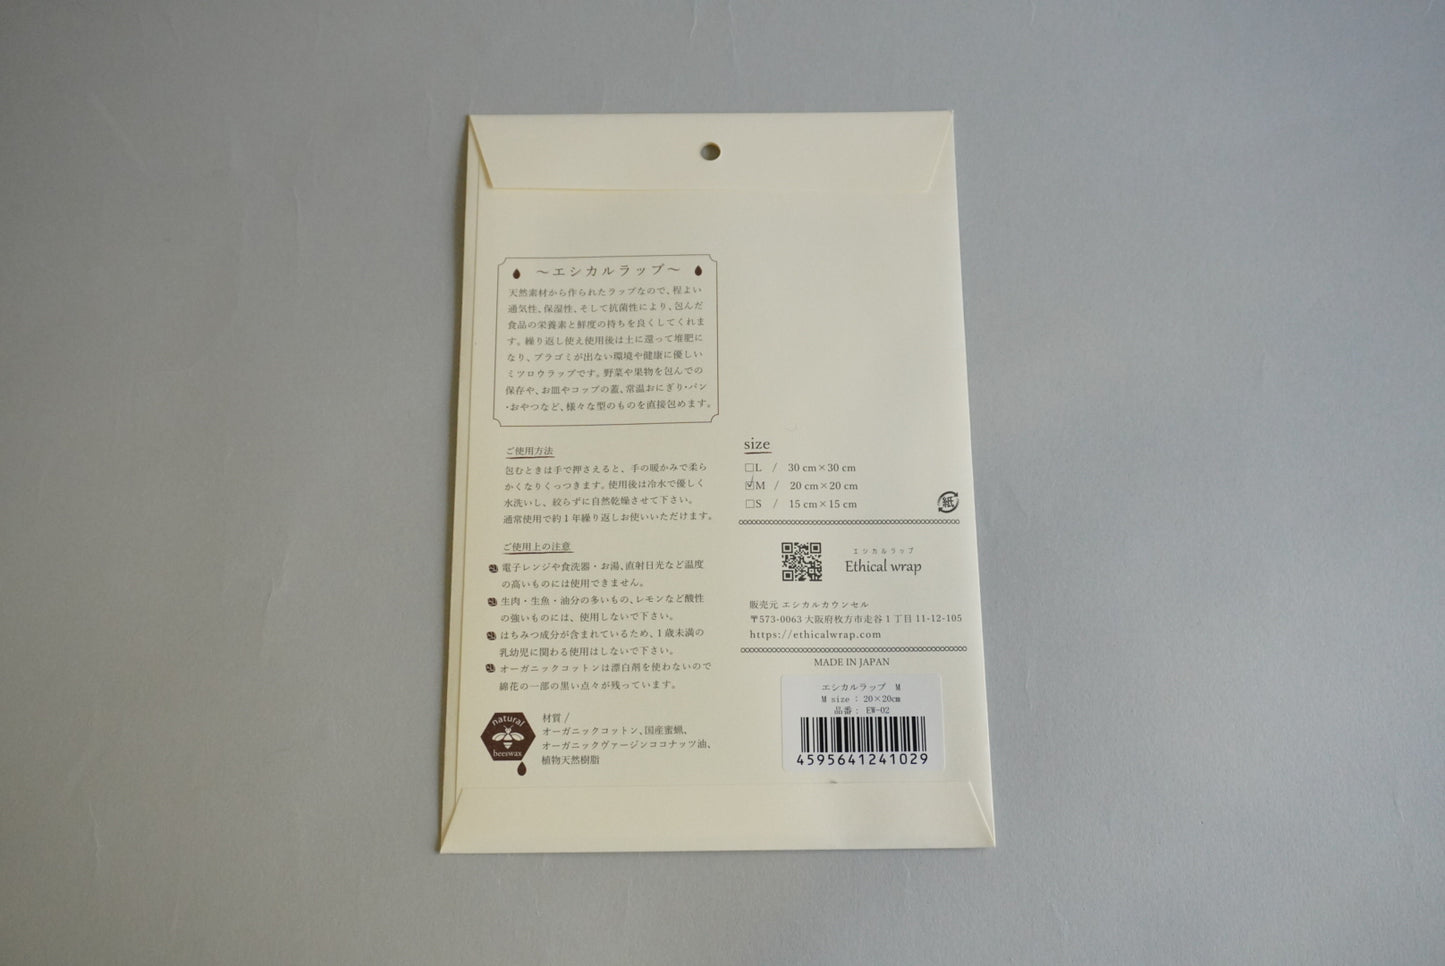 ～エシカルラップ～
天然素材から作られたラップなので、程よい
通気性、保湿性、そして抗菌性により、包んだ
食品の栄養素と鮮度の持ちを良くしてくれま
す。繰り返し使え使用後は土に還って堆肥に
なり、プラゴミが出ない環境や健康に優しい
ミツロウラップです。野菜や果物を包んでの
保存や、お皿やコップの蓋、常温おにぎり・パン
・おやつなど、様々な型のものを直接包めます。
ご使用方法
包むときは手で押さえると、手の暖かみで柔ら
かくなりくっつきます。使用後は冷水で優しく
水洗いし、絞らずに自然乾燥させて下さい。
通常使用で約1年繰り返しお使いいただけます。
ご使用上の注意
電子レンジや食洗器・お湯、直射日光など温度
の高いものには使用できません。
生肉・生魚・油分の多いもの、レモンなど酸性
の強いものには、使用しないで下さい。
はちみつ成分が含まれているため、1歳未満の
乳幼児に関わる使用はしないで下さい。
オーガニックコットンは漂白剤を使わないので
綿花の一部の黒い点々が残っています。
natural
beeswax
材質 /
オーガニックコットン、国産蜜蝋、
オーガニックヴァージンココナッツ油、
植物天然樹脂
size
□L / 30 cm×30 cm
☑M / 20 cm×20 cm
□S / 15 cm×15 cm
紙
エシカルラップ
Ethical wrap
販売元 エシカルカウンセル
〒573-0063 大阪府枚方市走谷1丁目11-12-105
https://ethicalwrap.com
MADE IN JAPAN
エシカルラップ M
M size : 20×20cm
品番: EW-02
4595641241029